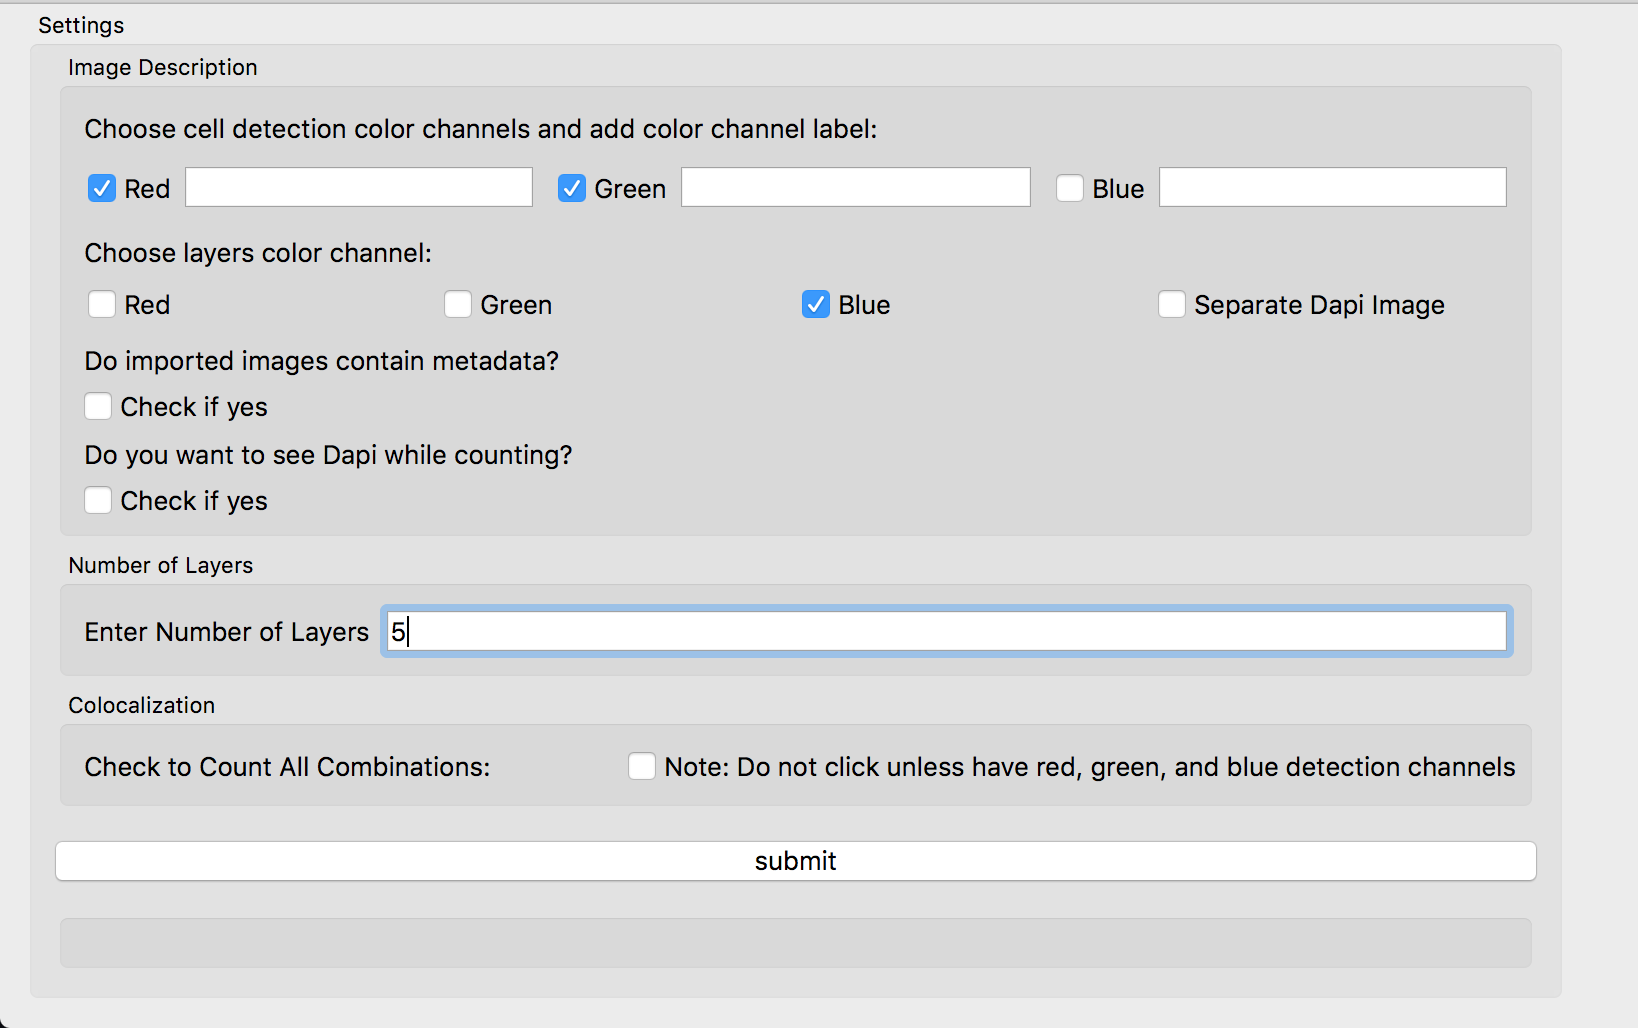 Settings
Image Description
Choose cell detection color channels and add color channel label:
Red Green Blue
Choose layers color channel:
Red Green Blue Separate Dapi Image
Do imported images contain metadata?
Check if yes
Do you want to see Dapi while counting?
Check if yes
Number of Layers
Enter Number of Layers 5
Colocalization
Check to Count All Combinations: Note: Do not click unless have red, green, and blue detection channels
submit